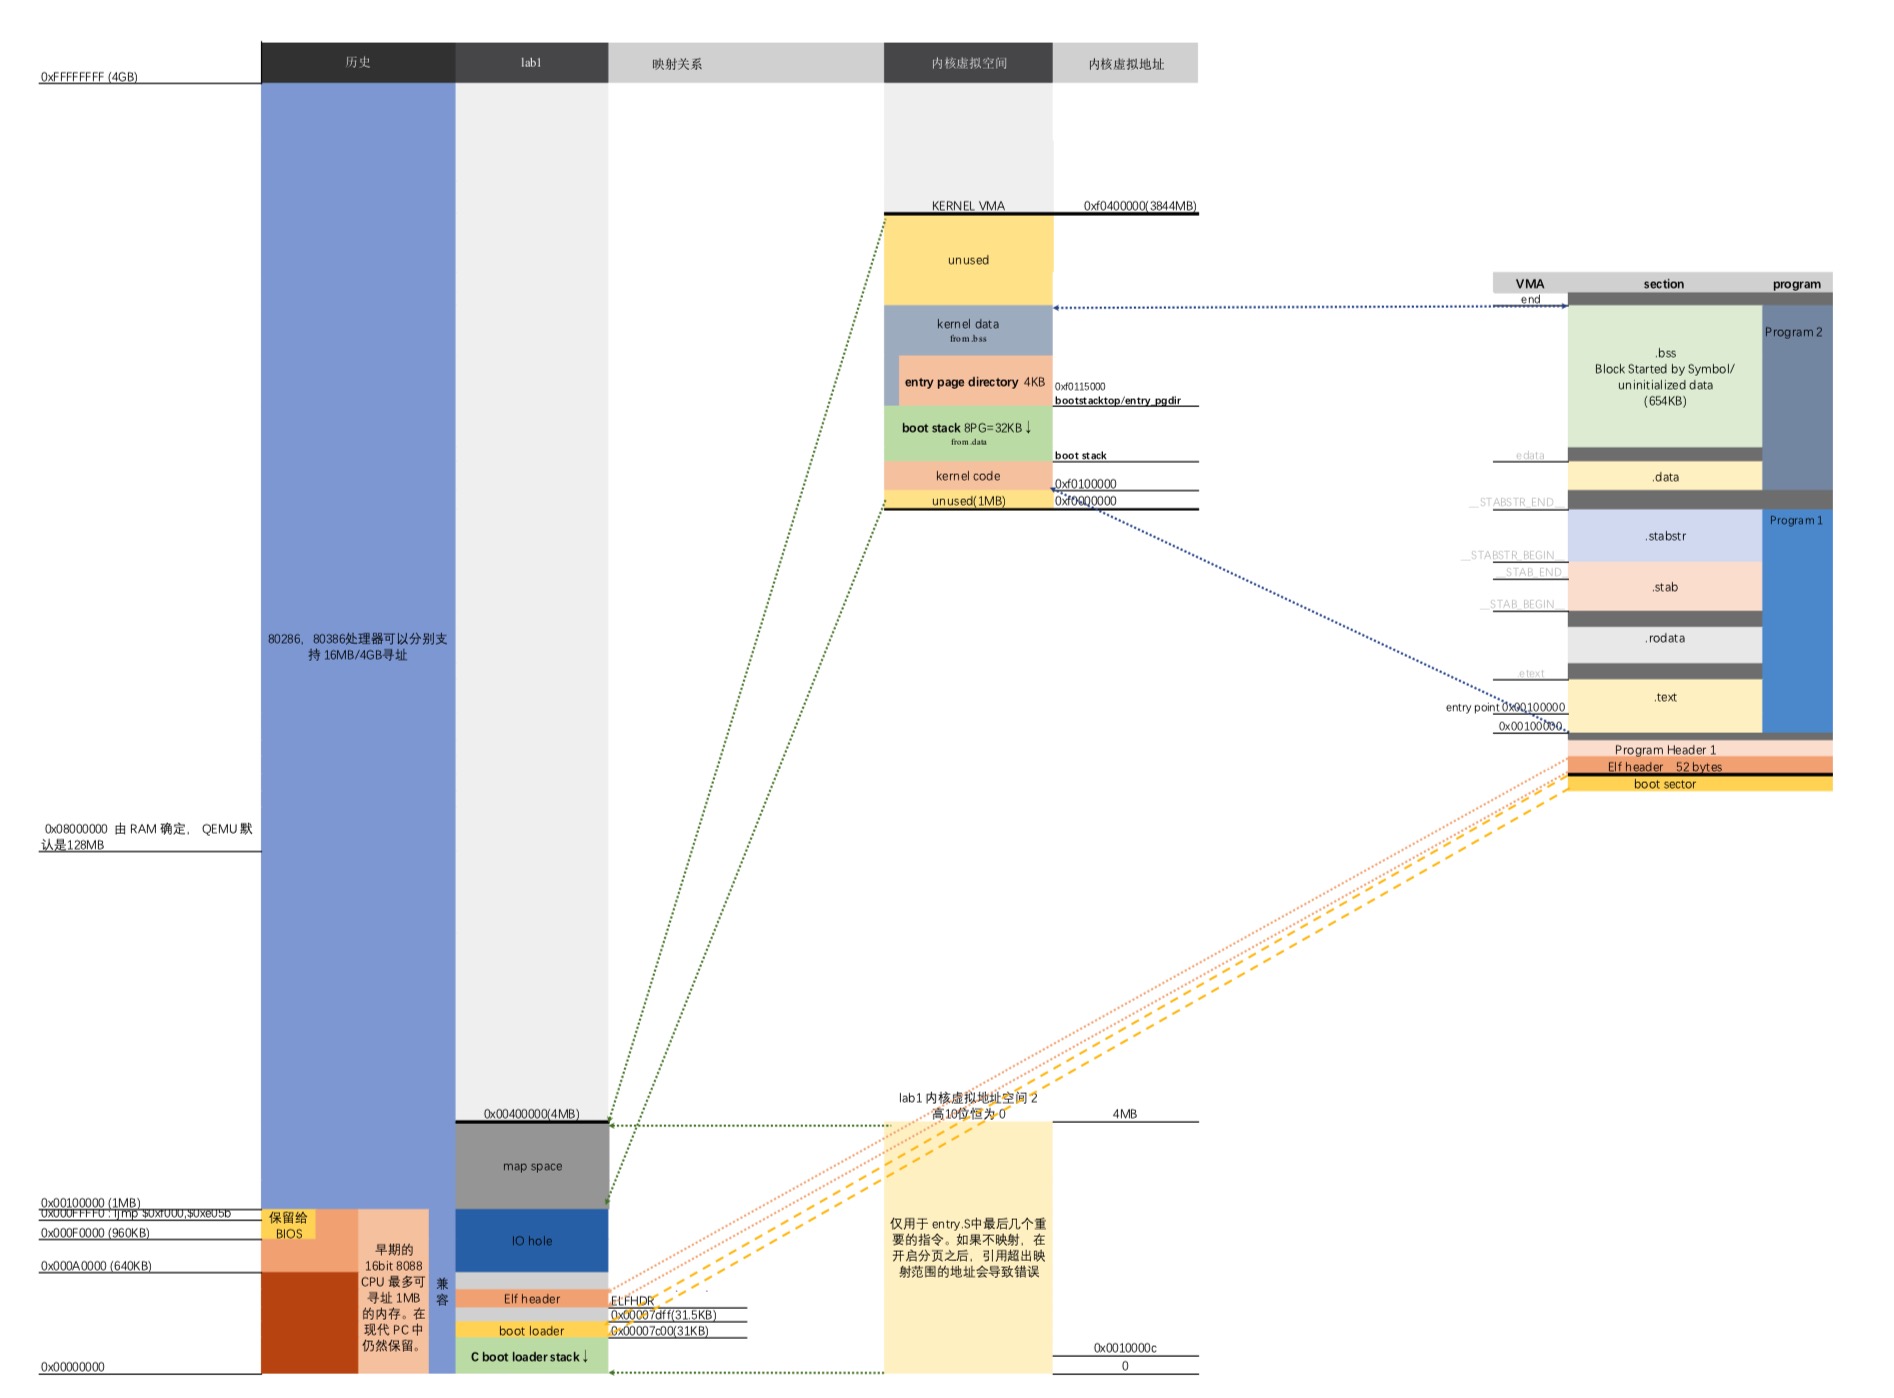 历史
lab1
映射关系
内核虚拟空间
内核虚拟地址
0xFFFFFFFF (4GB)
KERNEL VMA
0xf0400000(3844MB)
unused
VMA
section
program
end
kernel data
from .bss
Program 2
.bss
Block Started by Symbol/
uninitialized data
(654KB)
entry page directory 4KB
0xf0115000
bootstacktop/entry_pgdir
boot stack 8PG=32KB↓
from .data
boot stack
edata
kernel code
0xf0100000
.data
unused(1MB)
0xf0000000
__STABSTR_END__
Program 1
.stabstr
__STABSTR_BEGIN__
__STAB_END__
.stab
__STAB_BEGIN__
80286，80386处理器可以分别支
持 16MB/4GB寻址
.rodata
etext
.text
entry point 0x00100000
0x00100000
Program Header 1
Elf header 52 bytes
boot sector
0x08000000 由 RAM 确定， QEMU 默
认是128MB
lab1 内核虚拟地址空间 2
高10位恒为 0
0x00400000(4MB)
4MB
map space
0x00100000 (1MB)
0x000FFFF0 : ljmp $0xf000,$0xe05b
0x000F0000 (960KB)
保留给
BIOS
IO hole
仅用于 entry.S中最后几个重
要的指令。如果不映射，在
开启分页之后，引用超出映
射范围的地址会导致错误
0x000A0000 (640KB)
早期的
16bit 8088
CPU 最多可
寻址 1MB
的内存。在
现代 PC 中
仍然保留。
兼
容
Elf header
ELFHDR
0x00007dff(31.5KB)
boot loader
0x00007c00(31KB)
C boot loader stack↓
0x0010000c
0x00000000
0